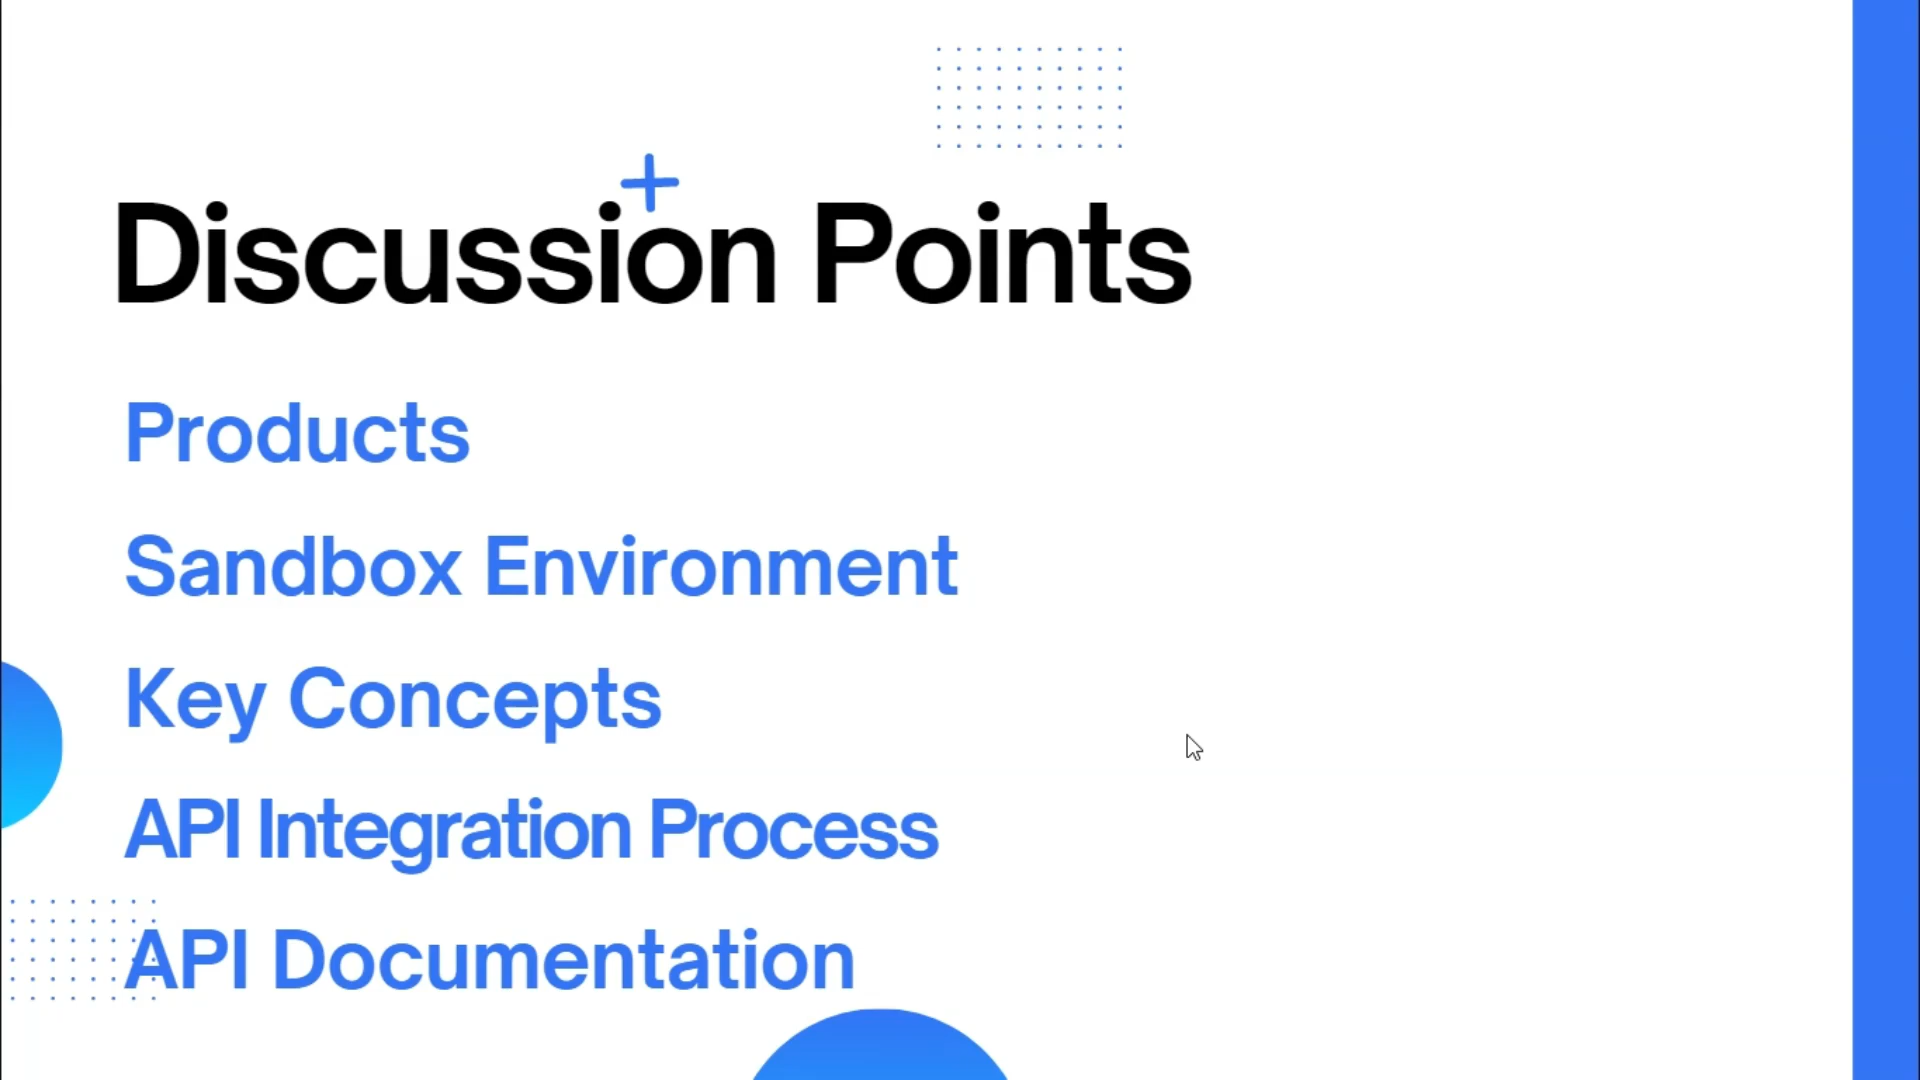 Discussion Points
Products
Sandbox Environment
Key Concepts
API Integration Process
API Documentation